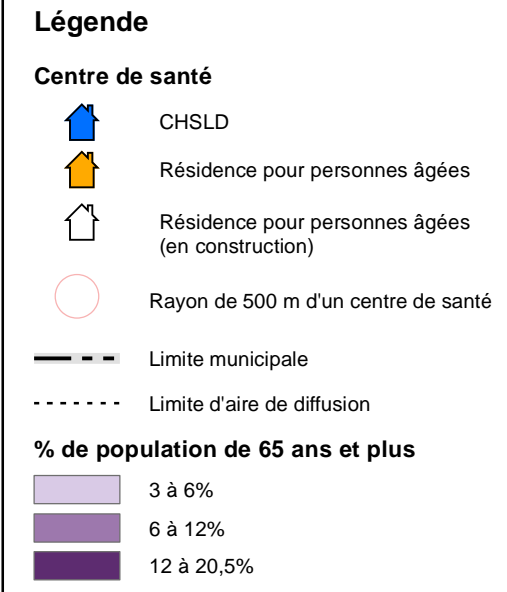 Légende
Centre de santé
CHSLD
Résidence pour personnes âgées
Résidence pour personnes âgées
(en construction)
Rayon de 500 m d'un centre de santé
Limite municipale
Limite d'aire de diffusion
% de population de 65 ans et plus
3 à 6%
6 à 12%
12 à 20,5%